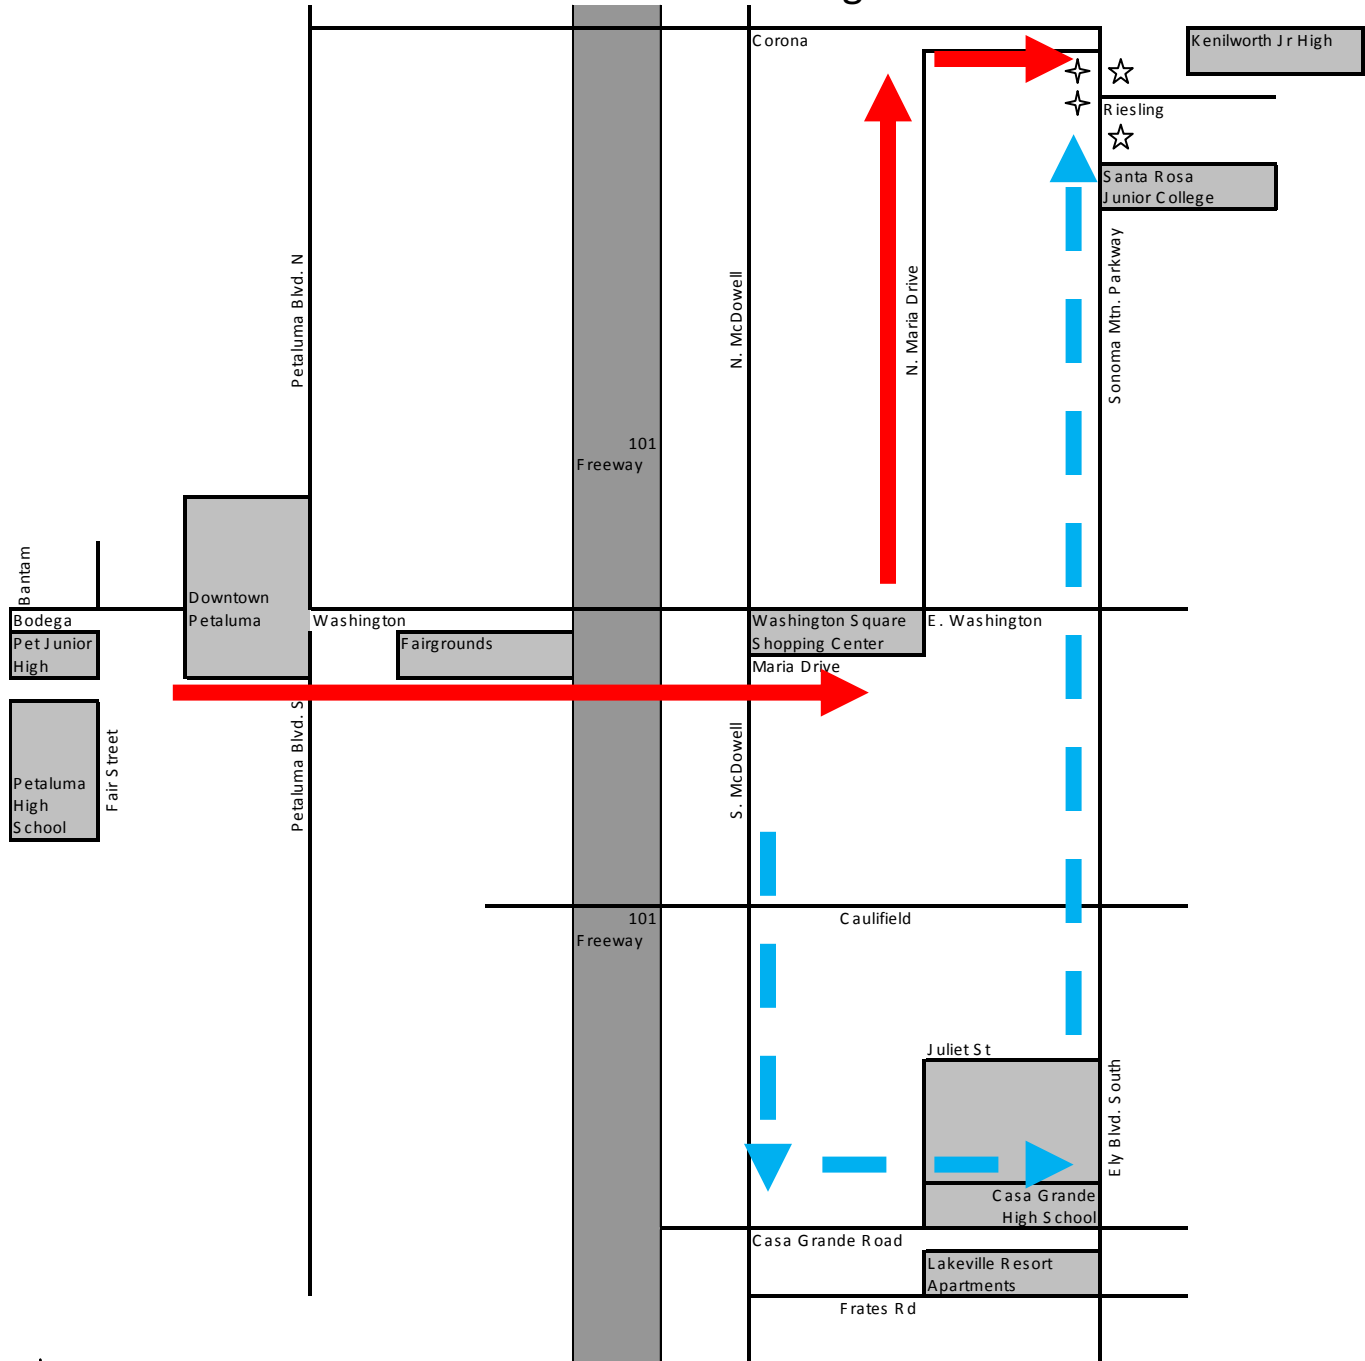 Corona
Kenilworth Jr High
Riesling
Santa Rosa
Junior College
Petaluma Blvd. N
N. McDowell
N. Maria Drive
Sonoma Mtn. Parkway
101
Freeway
Bantam
Downtown
Petaluma
Bodega
Washington
Washington Square
Shopping Center
E. Washington
Pet Junior
High
Fairgrounds
Maria Drive
Petaluma Blvd. S
S. McDowell
Fair Street
Petaluma
High
School
101
Freeway
Caulifield
Juliet St
Ely Blvd. South
Casa Grande
High School
Casa Grande Road
Lakeville Resort
Apartments
Frates Rd